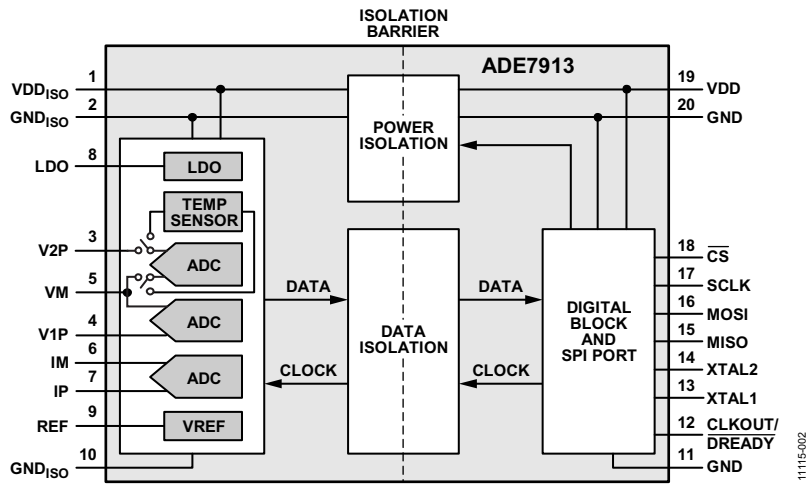 ISOLATION
BARRIER
ADE7913
1
VDDISO
2
GNDISO
8
LDO
3
V2P
5
VM
4
V1P
6
IM
7
IP
9
REF
10
GNDISO
LDO
TEMP
SENSOR
ADC
ADC
ADC
VREF
POWER
ISOLATION
DATA
CLOCK
DATA
ISOLATION
DATA
CLOCK
DIGITAL
BLOCK
AND
SPI PORT
19
VDD
20
GND
18
CS
17
SCLK
16
MOSI
15
MISO
14
XTAL2
13
XTAL1
12
CLKOUT/
DREADY
11
GND
11115-002